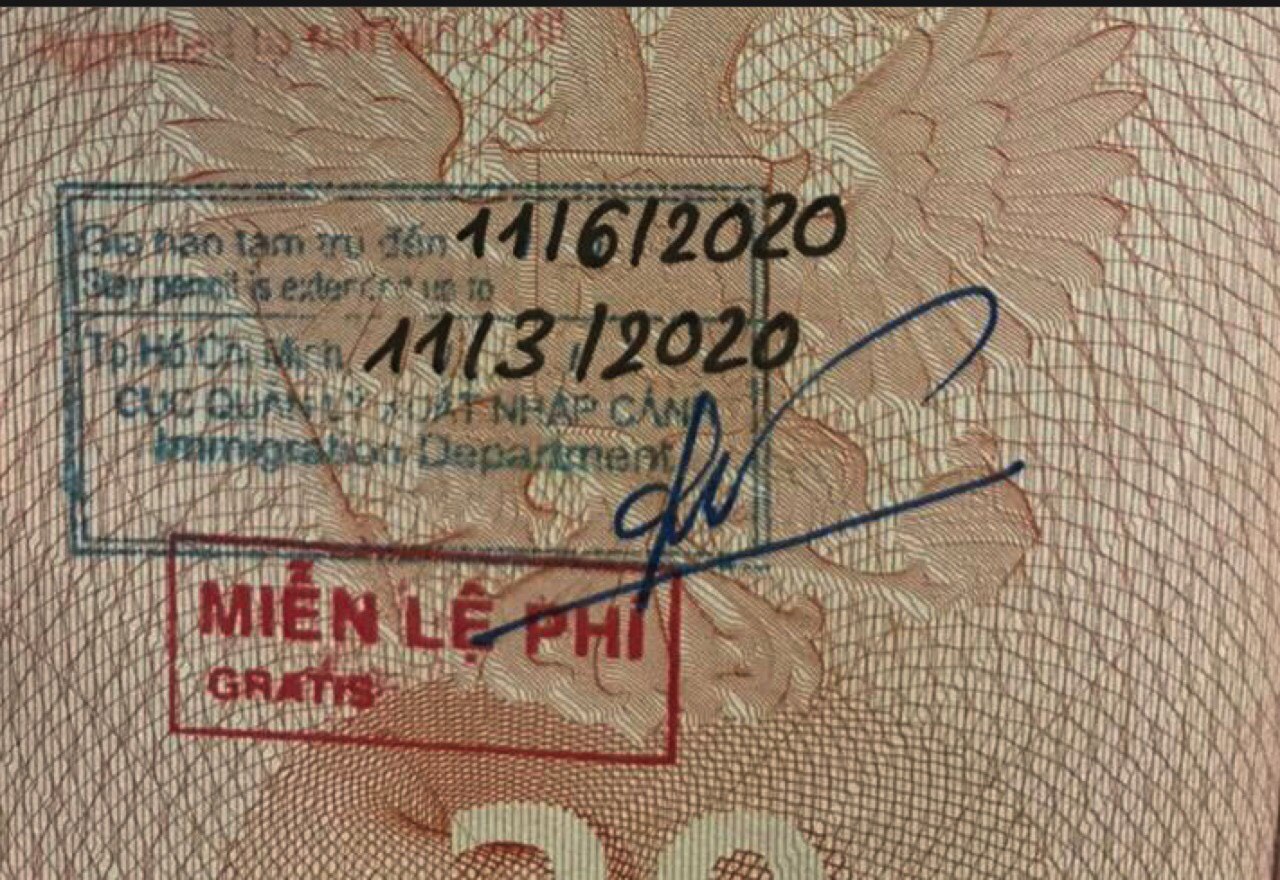 Gia hạn tạm trú đến 11/6/2020
Stay permit is extended up to
Tp Hồ Chí Minh, 11/3/2020
CỤC QUẢN LÝ XUẤT NHẬP CẢNH
Immigration Department
MIỄN LỆ PHÍ
GRATIS